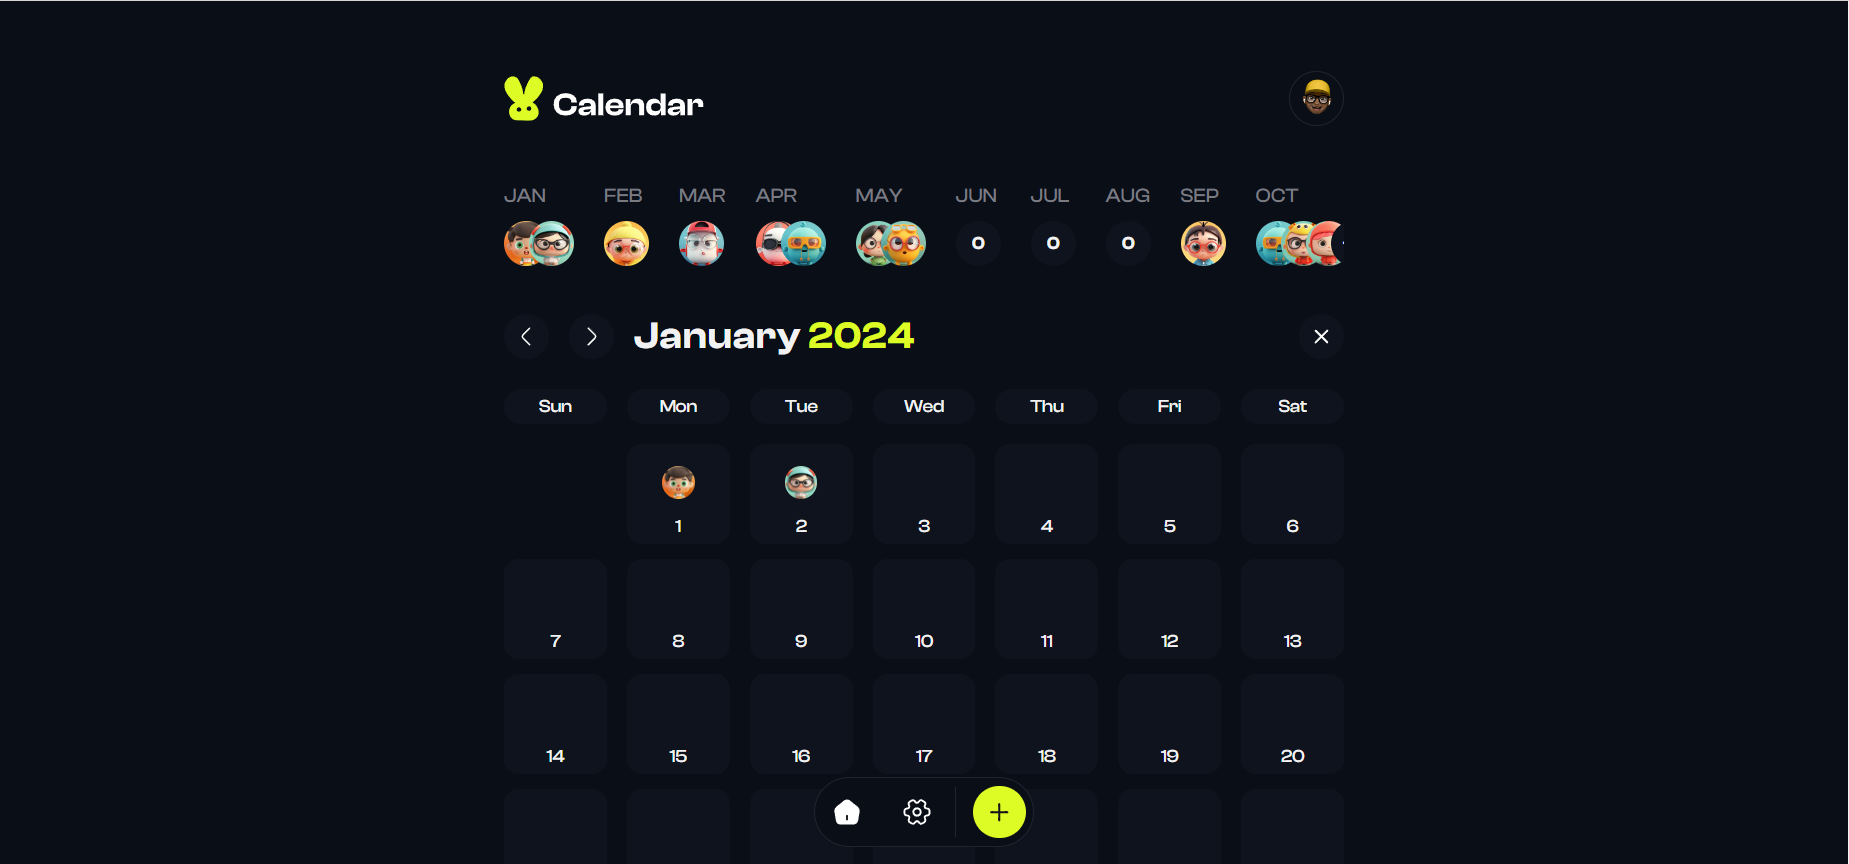 Calendar
JAN FEB MAR APR MAY JUN JUL AUG SEP OCT
0 0 0
January 2024
Sun Mon Tue Wed Thu Fri Sat
1 2 3 4 5 6
7 8 9 10 11 12 13
14 15 16 17 18 19 20